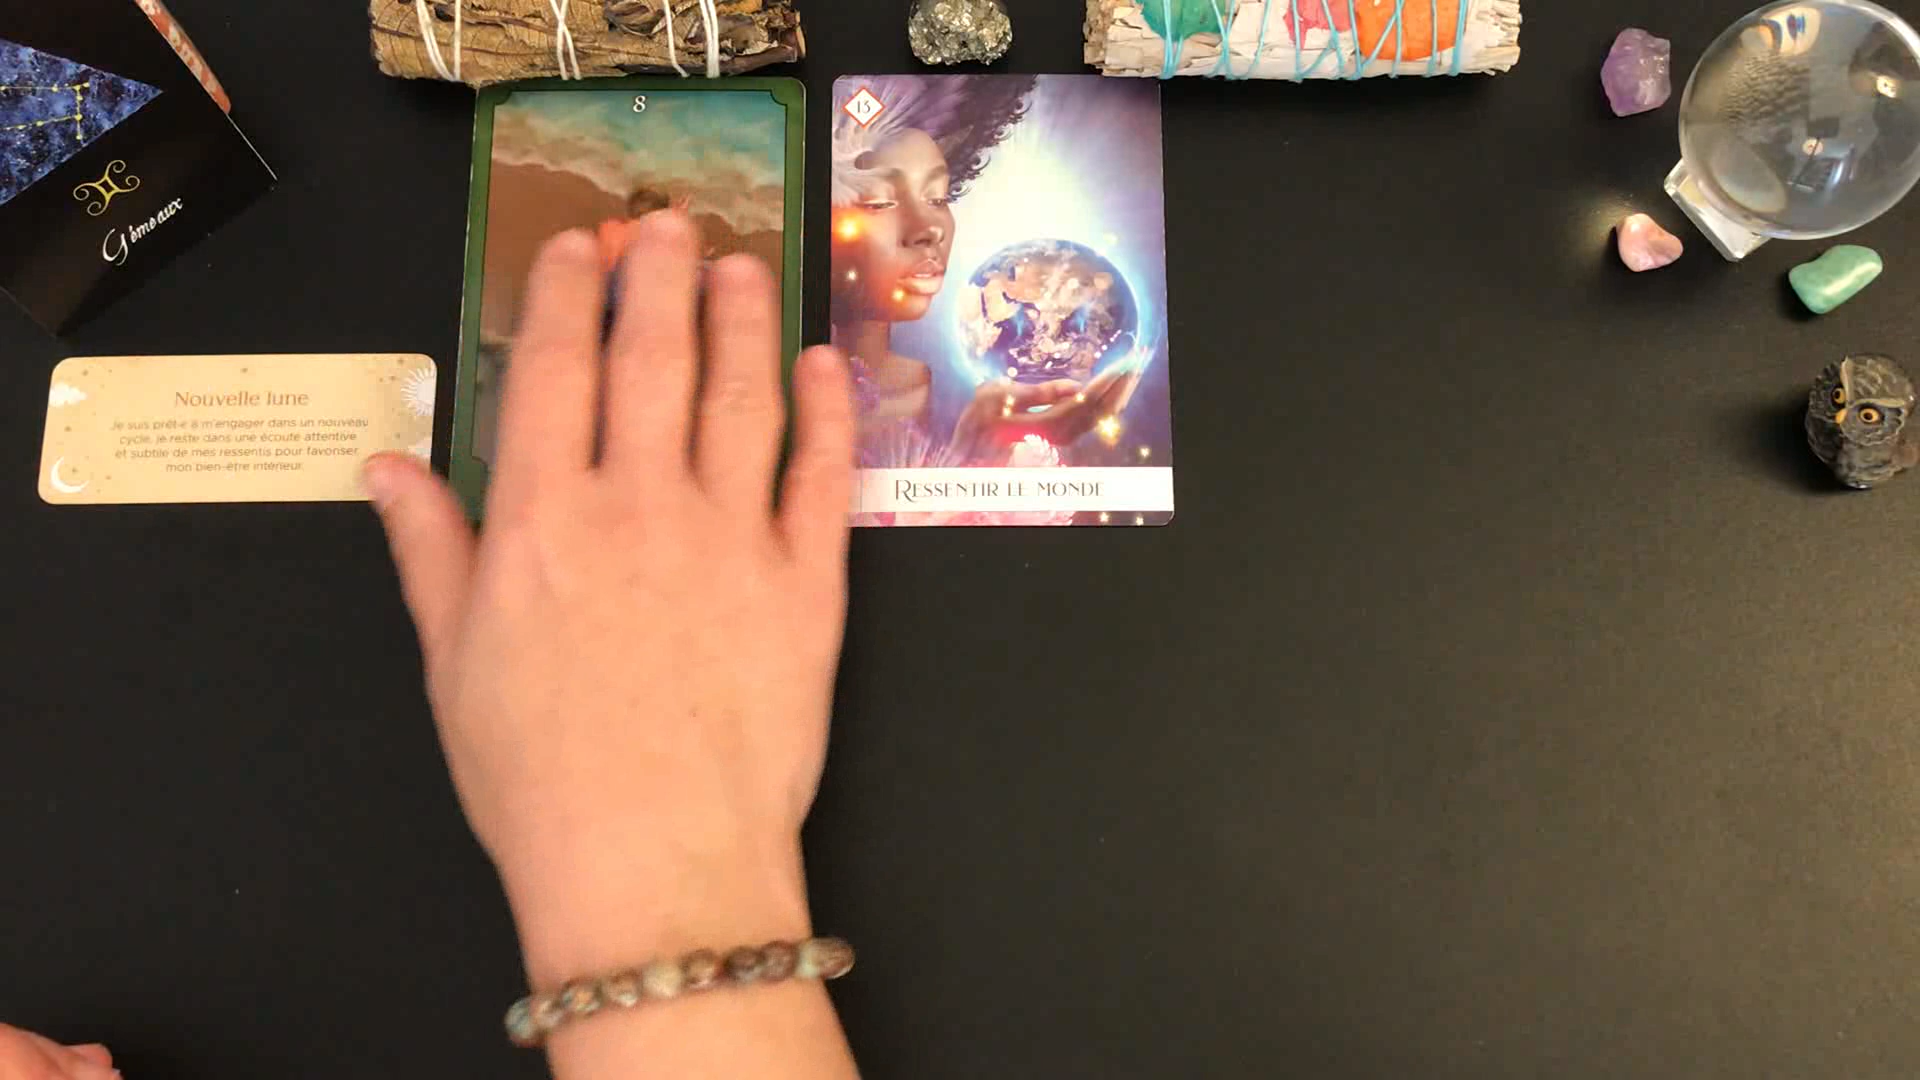 Gémeaux
Nouvelle lune
Je suis prêt·e à m'engager dans un nouveau
cycle, je reste dans une écoute attentive
et subtile de mes ressentis pour favoriser
mon bien-être intérieur.
8
13
RESSENTIR LE MONDE